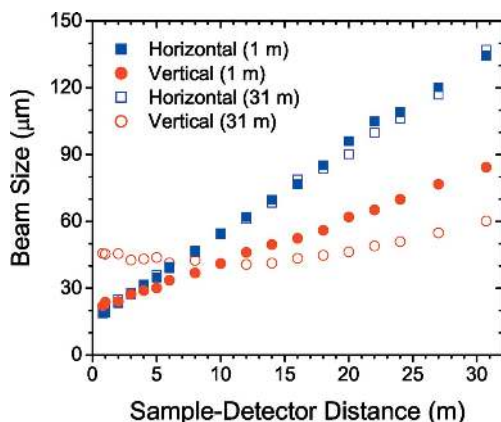 150
120
90
60
30
0
Beam Size (μm)
Horizontal (1 m)
Vertical (1 m)
Horizontal (31 m)
Vertical (31 m)
0 5 10 15 20 25 30
Sample-Detector Distance (m)